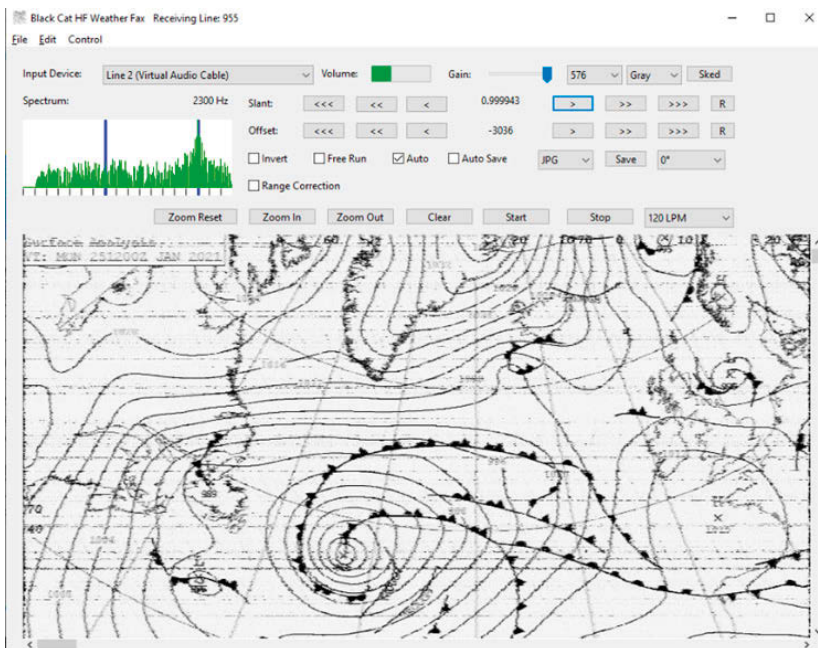 Black Cat HF Weather Fax   Receiving Line: 955
File Edit Control
Input Device: Line 2 (Virtual Audio Cable) Volume: Gain: 576 Gray Sked
Spectrum: 2300 Hz Slant: <<< << < 0.999943 > >> >>> R
Offset: <<< << < -3036 > >> >>> R
Invert Free Run Auto Auto Save JPG Save 0°
Range Correction
Zoom Reset Zoom In Zoom Out Clear Start Stop 120 LPM
Surface Analysis
VT: MON 251200Z JAN 2021